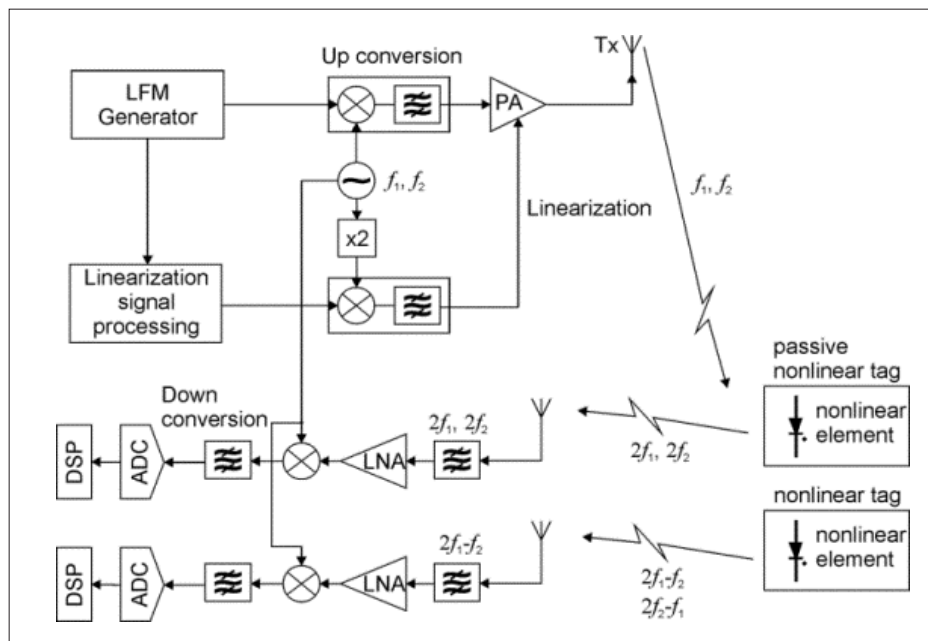 Tx
Up conversion
LFM
Generator
PA
f₁, f₂
f₁, f₂
Linearization
x2
Linearization
signal
processing
passive
nonlinear tag
nonlinear
element
Down
conversion
2f₁, 2f₂
2f₁, 2f₂
DSP
ADC
LNA
nonlinear tag
nonlinear
element
2f₁-f₂
2f₁-f₂
2f₂-f₁
DSP
ADC
LNA